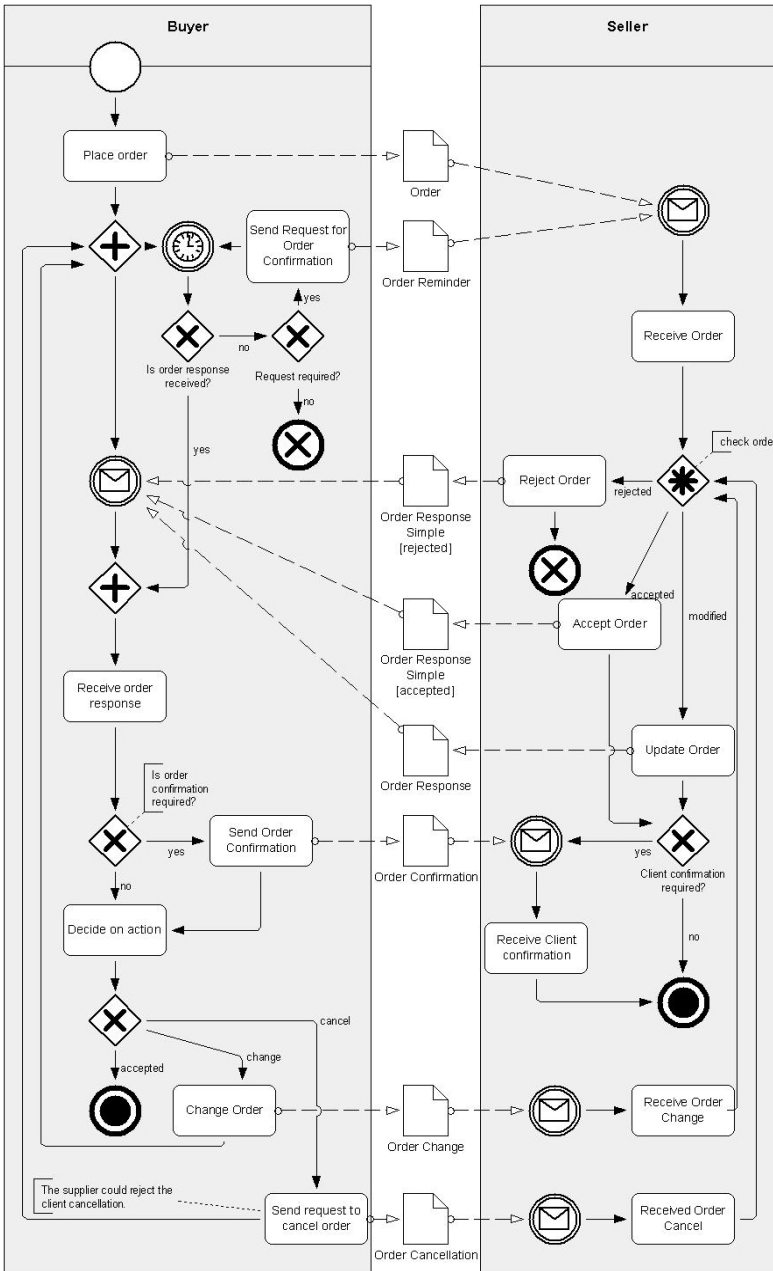 Buyer
Seller
Place order
Order
Send Request for
Order
Confirmation
Order Reminder
yes
Receive Order
no
Is order response
received?
Request required?
no
check order
yes
Reject Order
rejected
Order Response
Simple
[rejected]
accepted
Accept Order
modified
Order Response
Simple
[accepted]
Receive order
response
Update Order
Order Response
Is order
confirmation
required?
Send Order
Confirmation
yes
Order Confirmation
yes
Client confirmation
required?
no
Decide on action
Receive Client
confirmation
no
cancel
change
accepted
Change Order
Order Change
Receive Order
Change
The supplier could reject the
client cancellation.
Send request to
cancel order
Order Cancellation
Received Order
Cancel